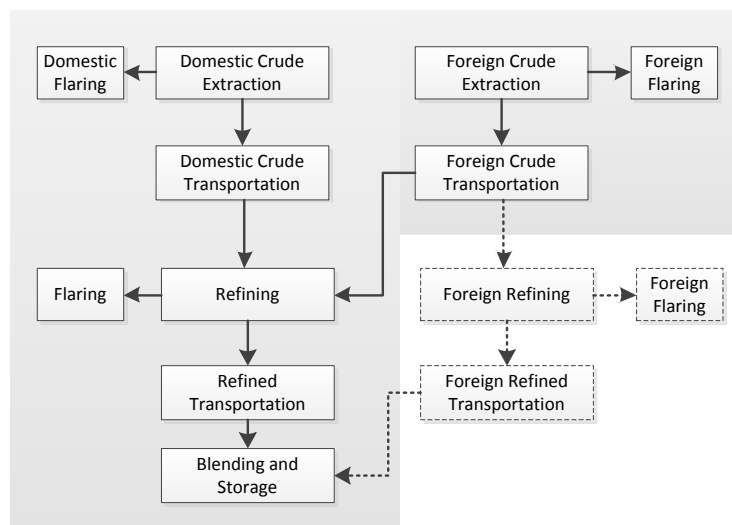 Domestic
Flaring
Domestic Crude
Extraction
Foreign Crude
Extraction
Foreign
Flaring
Domestic Crude
Transportation
Foreign Crude
Transportation
Flaring
Refining
Foreign Refining
Foreign
Flaring
Refined
Transportation
Foreign Refined
Transportation
Blending and
Storage